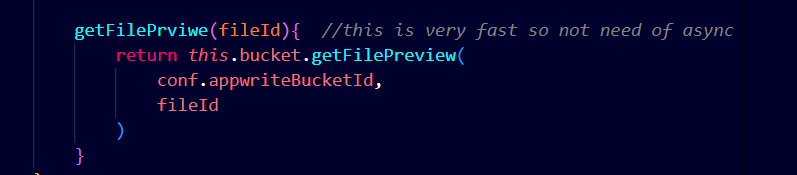 getFilePrviwe(fileId){ //this is very fast so not need of async
return this.bucket.getFilePreview(
conf.appwriteBucketId,
fileId
)
}